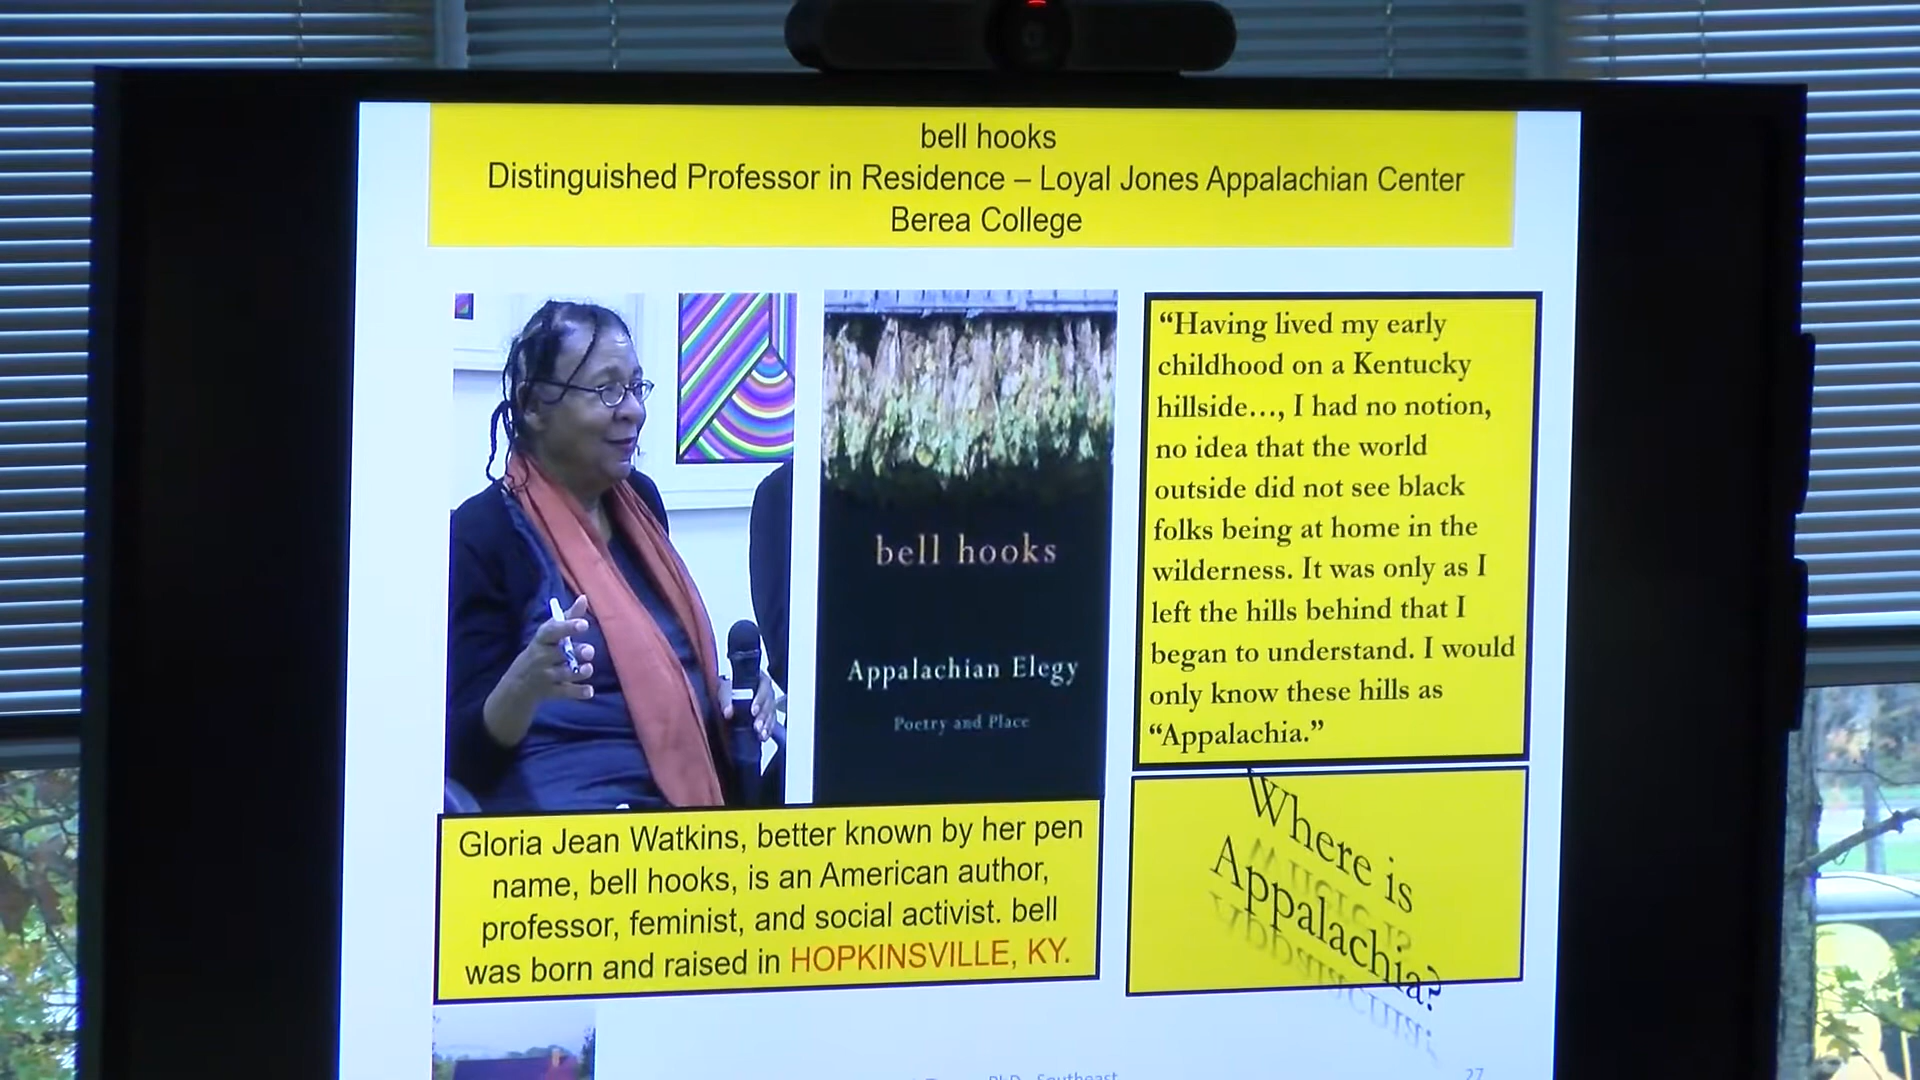 bell hooks
Distinguished Professor in Residence – Loyal Jones Appalachian Center
Berea College
bell hooks
Appalachian Elegy
Poetry and Place
“Having lived my early
childhood on a Kentucky
hillside…, I had no notion,
no idea that the world
outside did not see black
folks being at home in the
wilderness. It was only as I
left the hills behind that I
began to understand. I would
only know these hills as
“Appalachia.”
Gloria Jean Watkins, better known by her pen
name, bell hooks, is an American author,
professor, feminist, and social activist. bell
was born and raised in HOPKINSVILLE, KY.
Where is
Appalachia?
PhD - Southeast
27